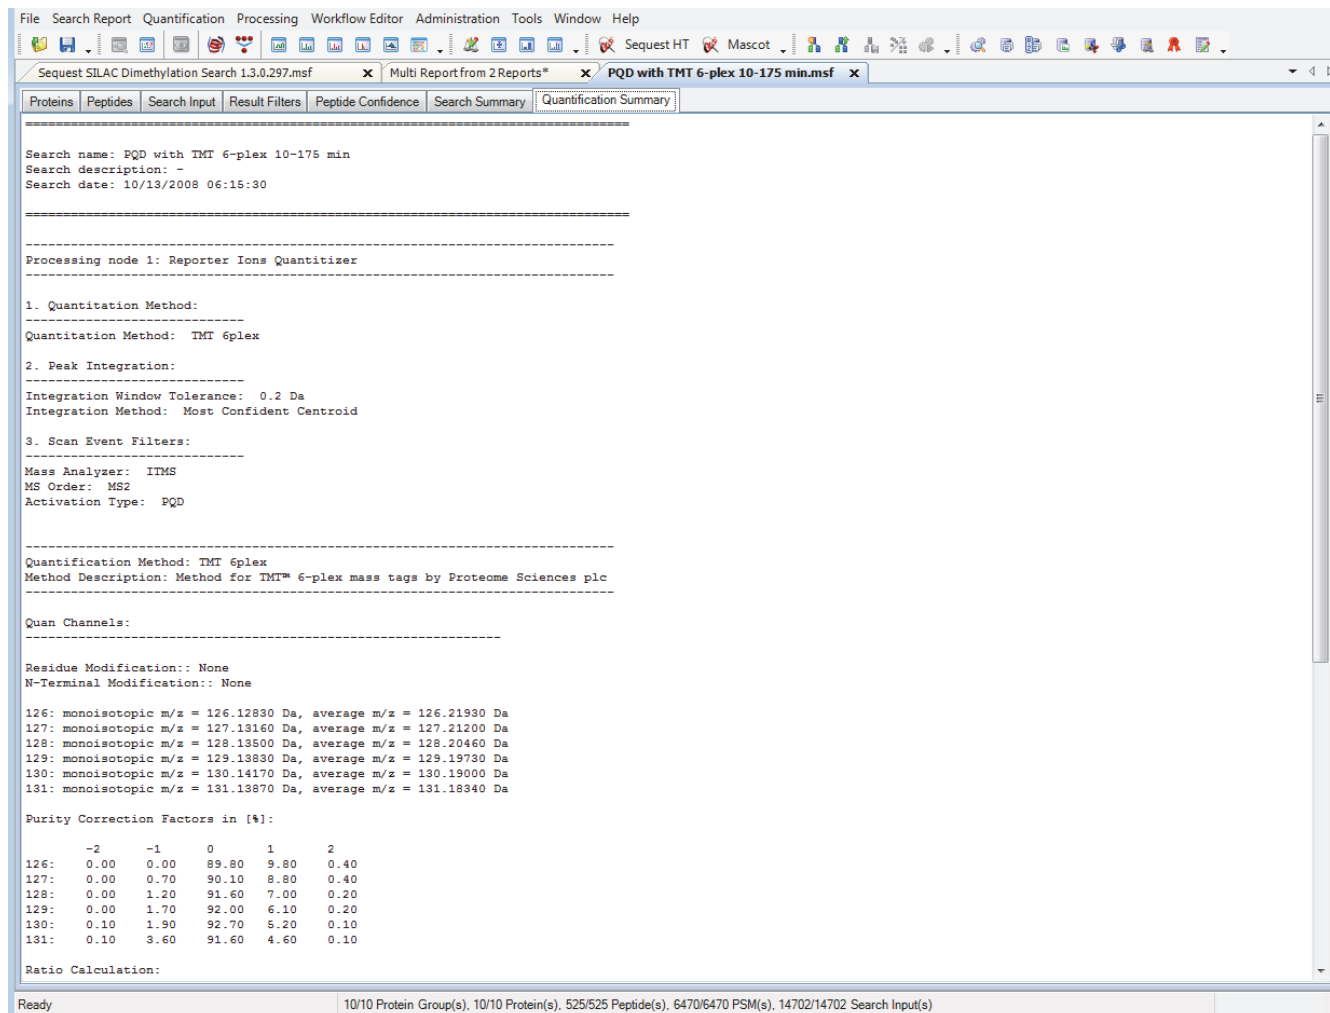 File Search Report Quantification Processing Workflow Editor Administration Tools Window Help
Sequest HT Mascot
Sequest SILAC Dimethylation Search 1.3.0.297.msf x Multi Report from 2 Reports* x PQD with TMT 6-plex 10-175 min.msf x
Proteins Peptides Search Input Result Filters Peptide Confidence Search Summary Quantification Summary
Search name: PQD with TMT 6-plex 10-175 min
Search description: -
Search date: 10/13/2008 06:15:30
Processing node 1: Reporter Ions Quantitizer
1. Quantitation Method:
Quantitation Method: TMT 6plex
2. Peak Integration:
Integration Window Tolerance: 0.2 Da
Integration Method: Most Confident Centroid
3. Scan Event Filters:
Mass Analyzer: ITMS
MS Order: MS2
Activation Type: PQD
Quantification Method: TMT 6plex
Method Description: Method for TMT™ 6-plex mass tags by Proteome Sciences plc
Quan Channels:
Residue Modification:: None
N-Terminal Modification:: None
126: monoisotopic m/z = 126.12830 Da, average m/z = 126.21930 Da
127: monoisotopic m/z = 127.13160 Da, average m/z = 127.21200 Da
128: monoisotopic m/z = 128.13500 Da, average m/z = 128.20460 Da
129: monoisotopic m/z = 129.13830 Da, average m/z = 129.19730 Da
130: monoisotopic m/z = 130.14170 Da, average m/z = 130.19000 Da
131: monoisotopic m/z = 131.13870 Da, average m/z = 131.18340 Da
Purity Correction Factors in [%]:
-2 -1 0 1 2
126: 0.00 0.00 89.80 9.80 0.40
127: 0.00 0.70 90.10 8.80 0.40
128: 0.00 1.20 91.60 7.00 0.20
129: 0.00 1.70 92.00 6.10 0.20
130: 0.10 1.90 92.70 5.20 0.10
131: 0.10 3.60 91.60 4.60 0.10
Ratio Calculation:
Ready 10/10 Protein Group(s), 10/10 Protein(s), 525/525 Peptide(s), 6470/6470 PSM(s), 14702/14702 Search Input(s)